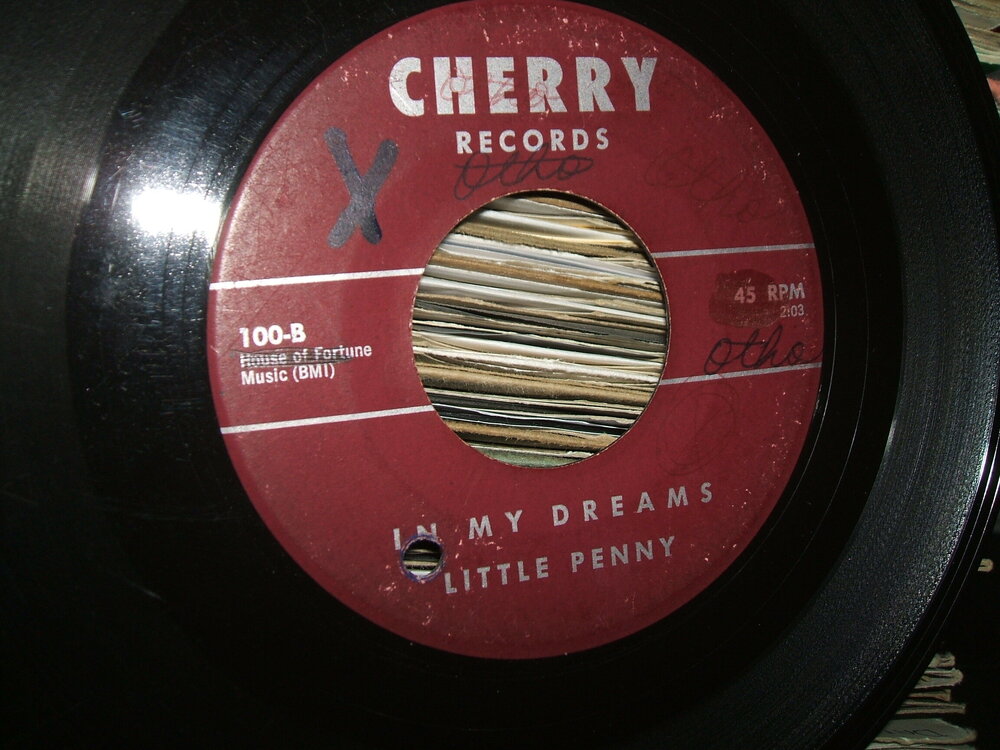 CHERRY
RECORDS
Otho
X
45 RPM
2:03
100-B
House of Fortune
Music (BMI)
Otho
IN MY DREAMS
LITTLE PENNY